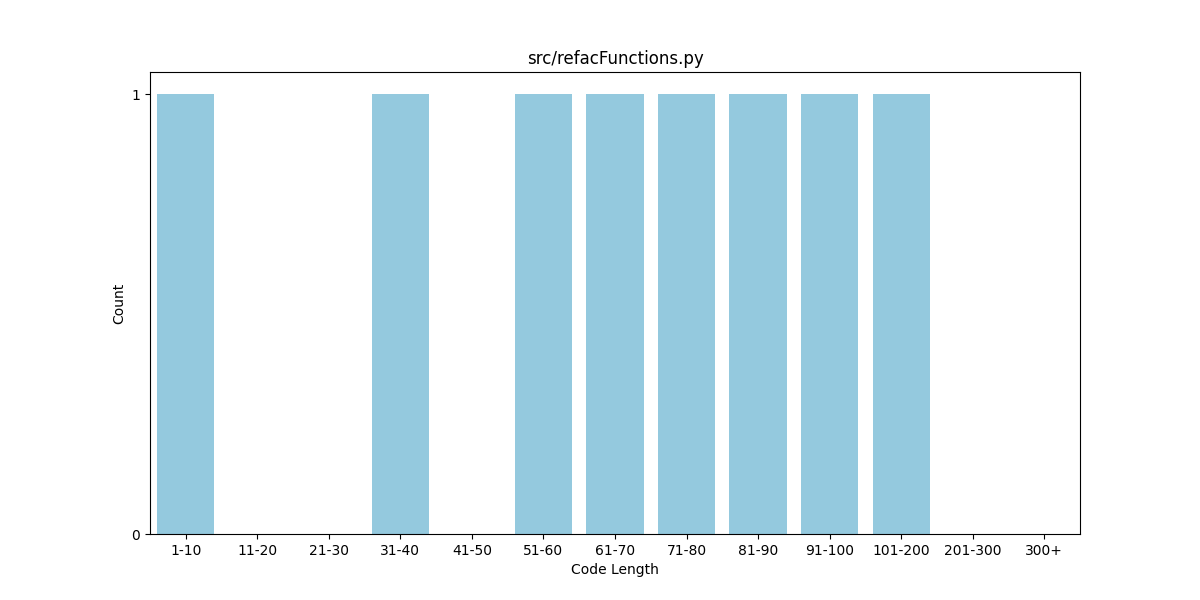 src/refacFunctions.py
1
0
Count
1-10 11-20 21-30 31-40 41-50 51-60 61-70 71-80 81-90 91-100 101-200 201-300 300+
Code Length